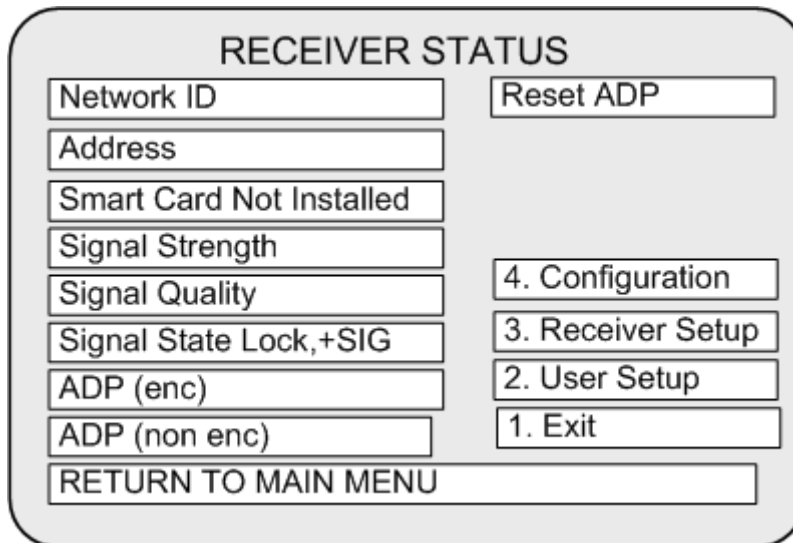 RECEIVER STATUS
Network ID
Reset ADP
Address
Smart Card Not Installed
Signal Strength
Signal Quality
4. Configuration
Signal State Lock,+SIG
3. Receiver Setup
ADP (enc)
2. User Setup
ADP (non enc)
1. Exit
RETURN TO MAIN MENU